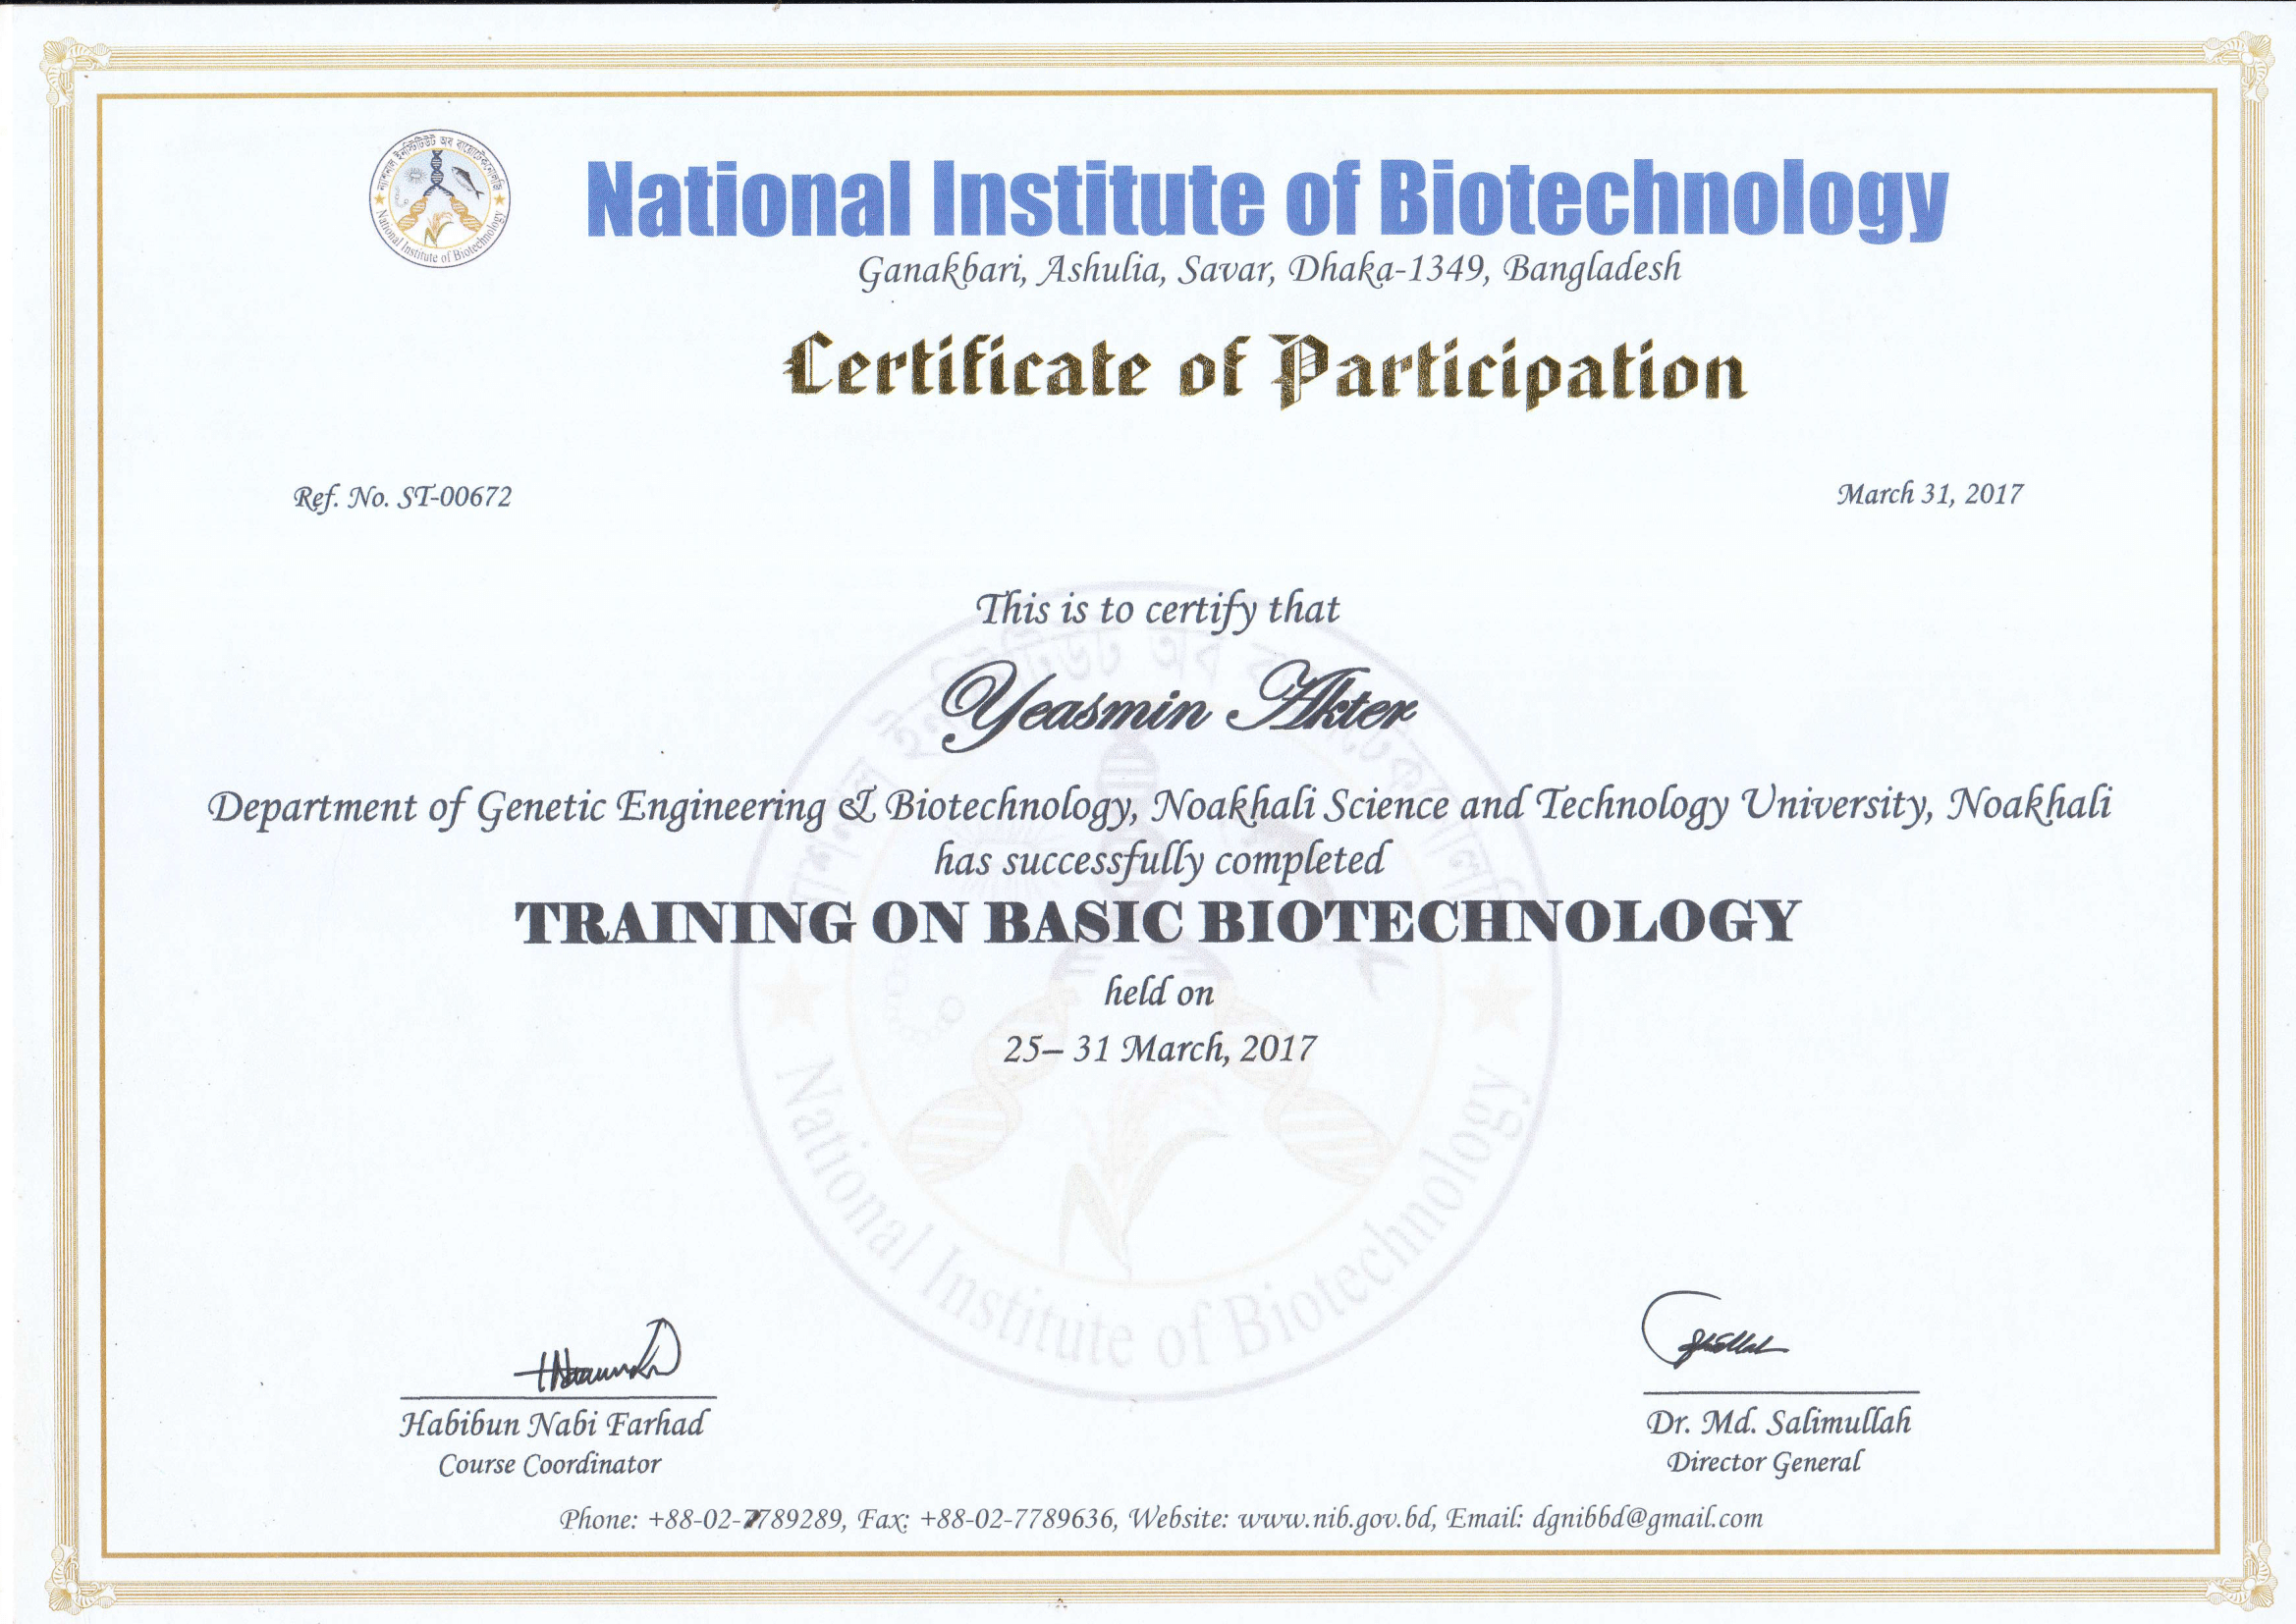 ন্যাশনাল ইনস্টিটিউট অব বায়োটেকনোলজি
National Institute of Biotechnology
National Institute of Biotechnology
Ganakbari, Ashulia, Savar, Dhaka-1349, Bangladesh
Certificate of Participation
Ref. No. ST-00672
March 31, 2017
This is to certify that
Yeasmin Akter
Department of Genetic Engineering & Biotechnology, Noakhali Science and Technology University, Noakhali
has successfully completed
TRAINING ON BASIC BIOTECHNOLOGY
held on
25– 31 March, 2017
National Institute of Biotechnology
Habibun Nabi Farhad
Course Coordinator
Dr. Md. Salimullah
Director General
Phone: +88-02-7789289, Fax: +88-02-7789636, Website: www.nib.gov.bd, Email: dgnibbd@gmail.com